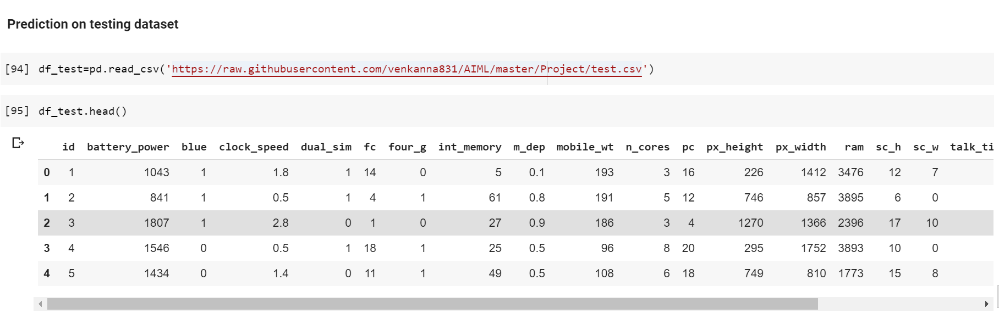 Prediction on testing dataset
[94] df_test=pd.read_csv('https://raw.githubusercontent.com/venkanna831/AIML/master/Project/test.csv')
[95] df_test.head()
id battery_power blue clock_speed dual_sim fc four_g int_memory m_dep mobile_wt n_cores pc px_height px_width ram sc_h sc_w talk_ti
0 1 1043 1 1.8 1 14 0 5 0.1 193 3 16 226 1412 3476 12 7
1 2 841 1 0.5 1 4 1 61 0.8 191 5 12 746 857 3895 6 0
2 3 1807 1 2.8 0 1 0 27 0.9 186 3 4 1270 1366 2396 17 10
3 4 1546 0 0.5 1 18 1 25 0.5 96 8 20 295 1752 3893 10 0
4 5 1434 0 1.4 0 11 1 49 0.5 108 6 18 749 810 1773 15 8